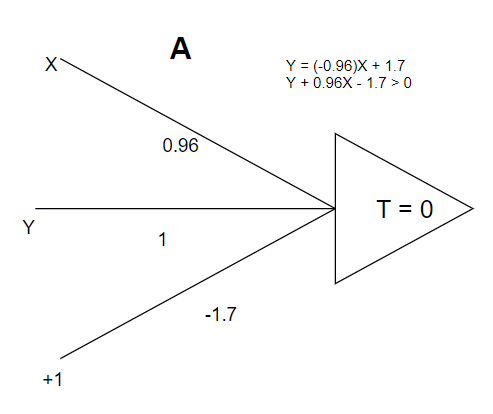 A
X
Y = (-0.96)X + 1.7
Y + 0.96X - 1.7 > 0
0.96
T = 0
Y
1
-1.7
+1